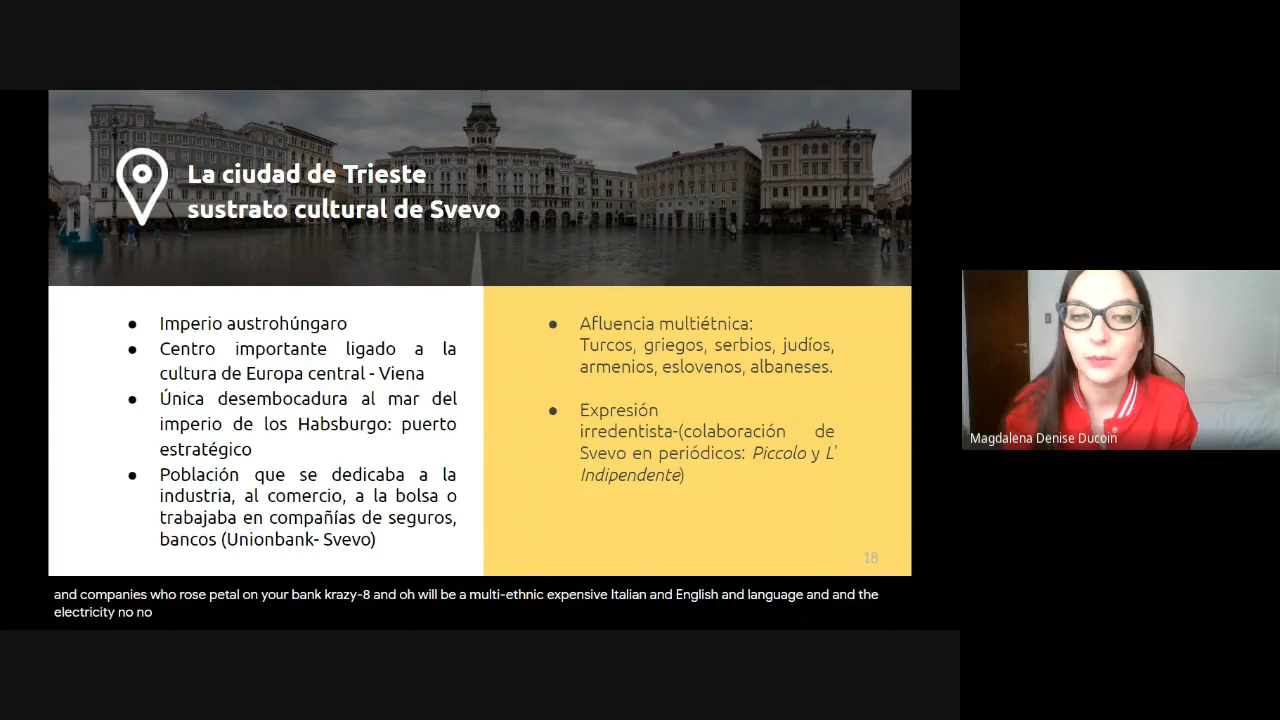 La ciudad de Trieste
sustrato cultural de Svevo
● Imperio austrohúngaro
● Centro importante ligado a la
cultura de Europa central - Viena
● Única desembocadura al mar del
imperio de los Habsburgo: puerto
estratégico
● Población que se dedicaba a la
industria, al comercio, a la bolsa o
trabajaba en compañías de seguros,
bancos (Unionbank- Svevo)
● Afluencia multiétnica:
Turcos, griegos, serbios, judíos,
armenios, eslovenos, albaneses.
● Expresión
irredentista-(colaboración de
Svevo en periódicos: Piccolo y L'
Indipendente)
18
and companies who rose petal on your bank krazy-8 and oh will be a multi-ethnic expensive Italian and English and language and and the
electricity no no
Magdalena Denise Ducoin